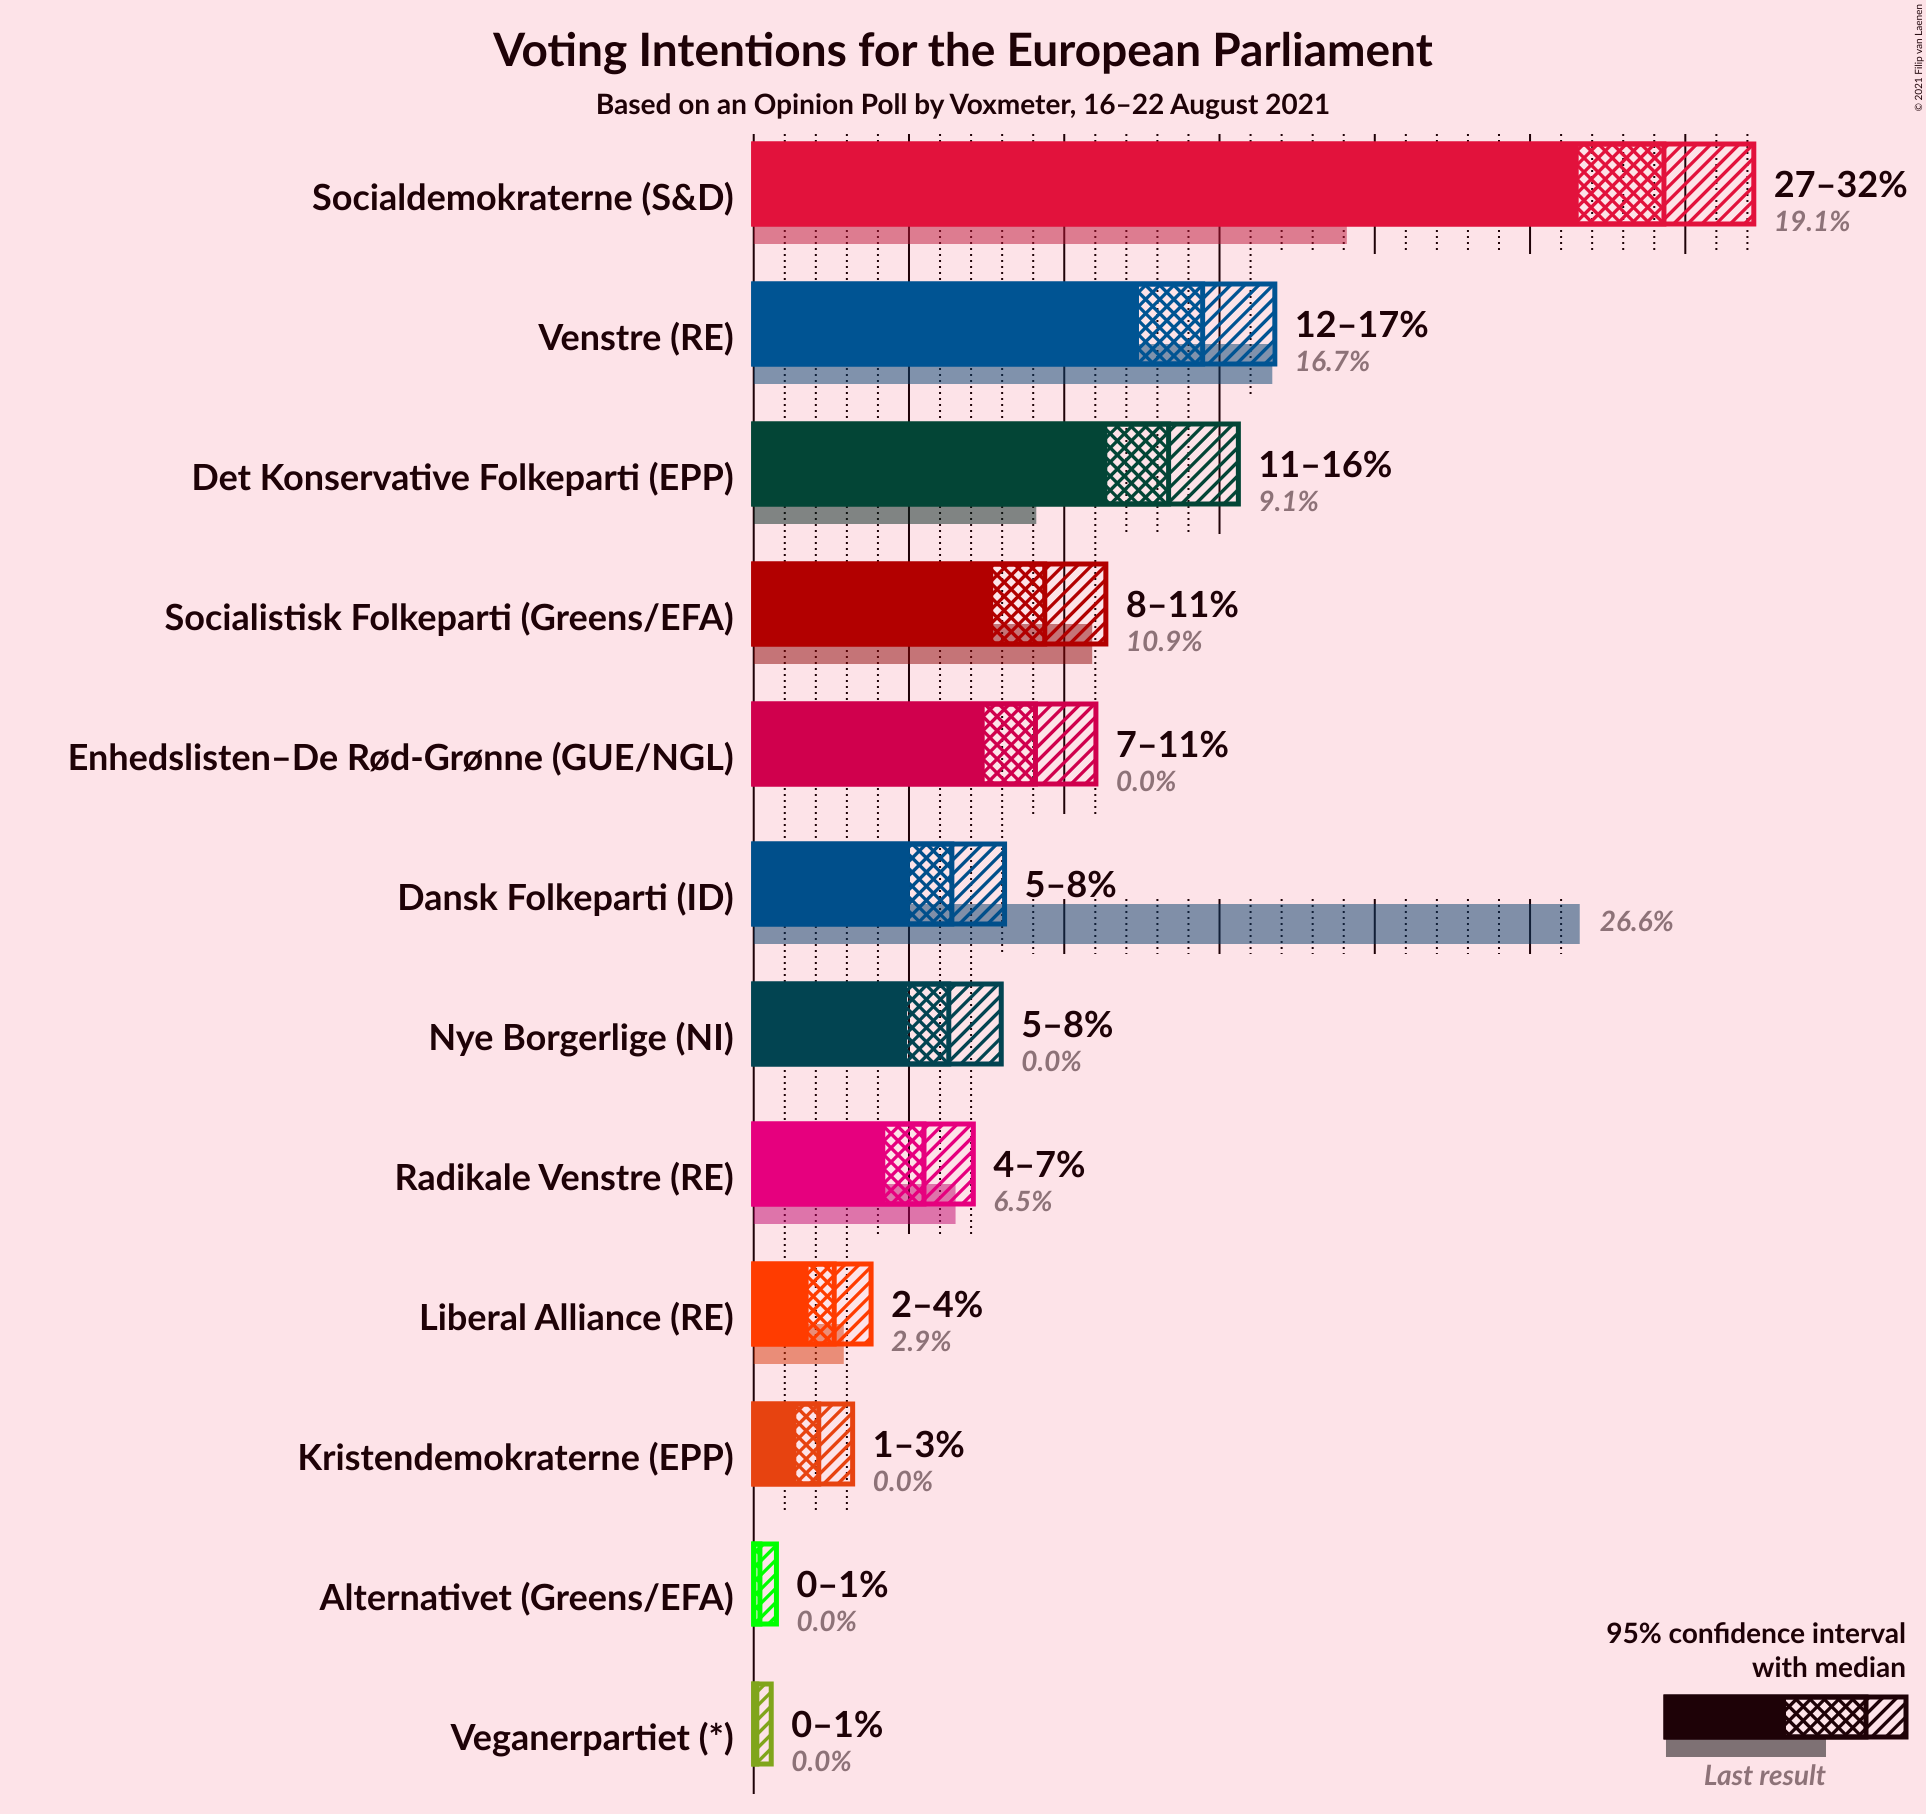 Voting Intentions for the European Parliament
Based on an Opinion Poll by Voxmeter, 16–22 August 2021
© 2021 Filip van Laenen
Socialdemokraterne (S&D)
27–32%
19.1%
Venstre (RE)
12–17%
16.7%
Det Konservative Folkeparti (EPP)
11–16%
9.1%
Socialistisk Folkeparti (Greens/EFA)
8–11%
10.9%
Enhedslisten–De Rød-Grønne (GUE/NGL)
7–11%
0.0%
Dansk Folkeparti (ID)
5–8%
26.6%
Nye Borgerlige (NI)
5–8%
0.0%
Radikale Venstre (RE)
4–7%
6.5%
Liberal Alliance (RE)
2–4%
2.9%
Kristendemokraterne (EPP)
1–3%
0.0%
Alternativet (Greens/EFA)
0–1%
0.0%
Veganerpartiet (*)
0–1%
0.0%
95% confidence interval
with median
Last result